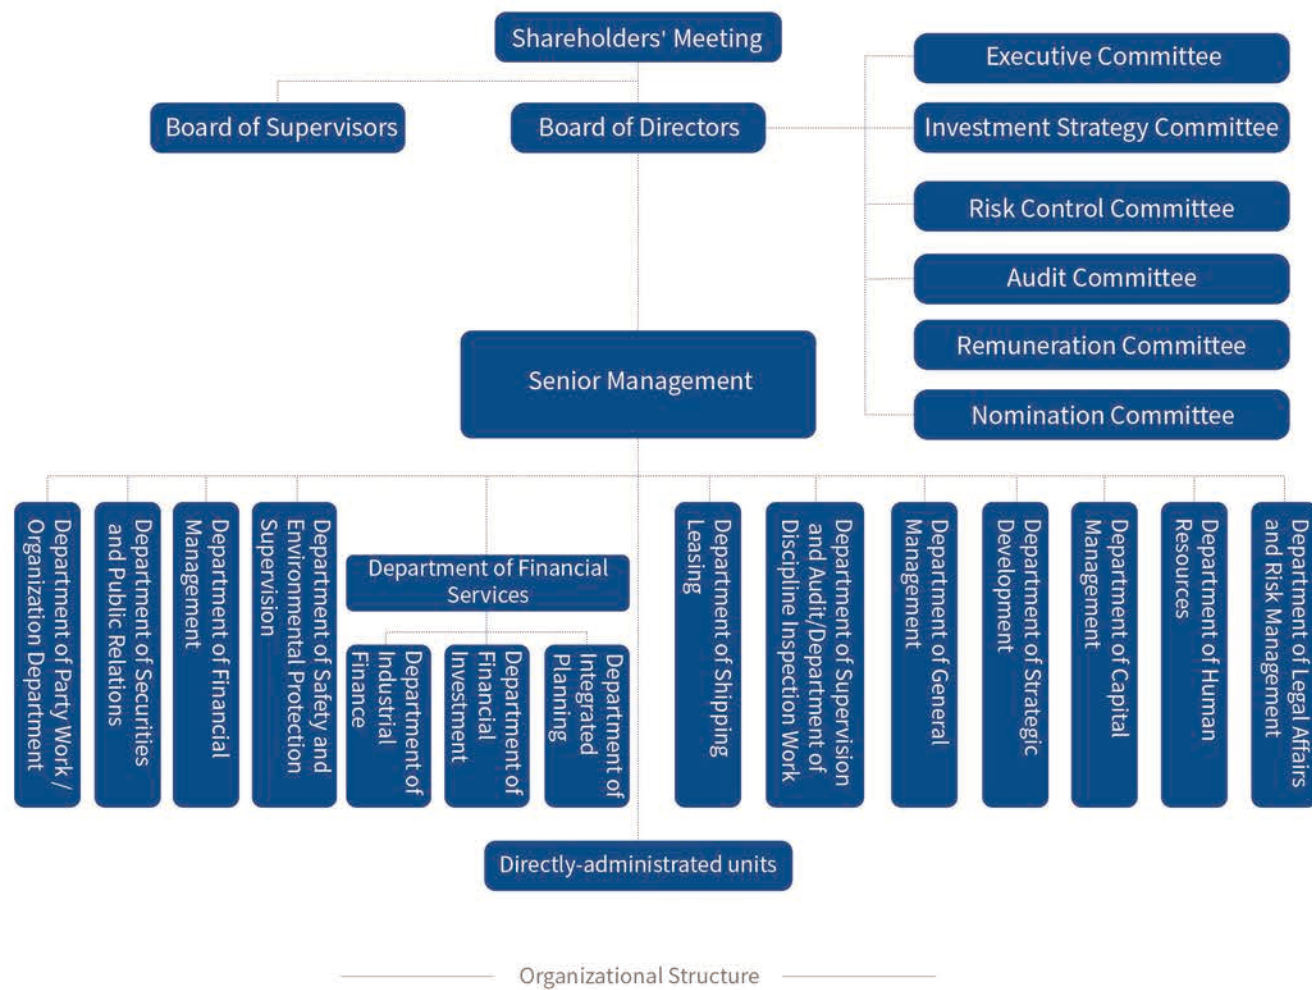 Shareholders' Meeting
Board of Supervisors
Board of Directors
Executive Committee
Investment Strategy Committee
Risk Control Committee
Audit Committee
Remuneration Committee
Nomination Committee
Senior Management
Department of Party Work /
Organization Department
Department of Securities
and Public Relations
Department of Financial
Management
Department of Safety and
Environmental Protection
Supervision
Department of Financial
Services
Department of
Industrial
Finance
Department of
Financial
Investment
Department of
Integrated
Planning
Department of Shipping
Leasing
Department of Supervision
and Audit/Department of
Discipline Inspection Work
Department of General
Management
Department of Strategic
Development
Department of Capital
Management
Department of Human
Resources
Department of Legal Affairs
and Risk Management
Directly-administrated units
Organizational Structure